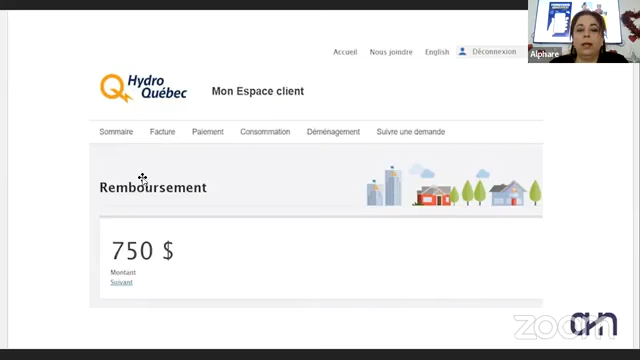 Accueil Nous joindre English Déconnexion
Alphare
Hydro
Québec
Mon Espace client
Sommaire Facture Paiement Consommation Déménagement Suivre une demande
Remboursement
750 $
Montant
Suivant
zoom